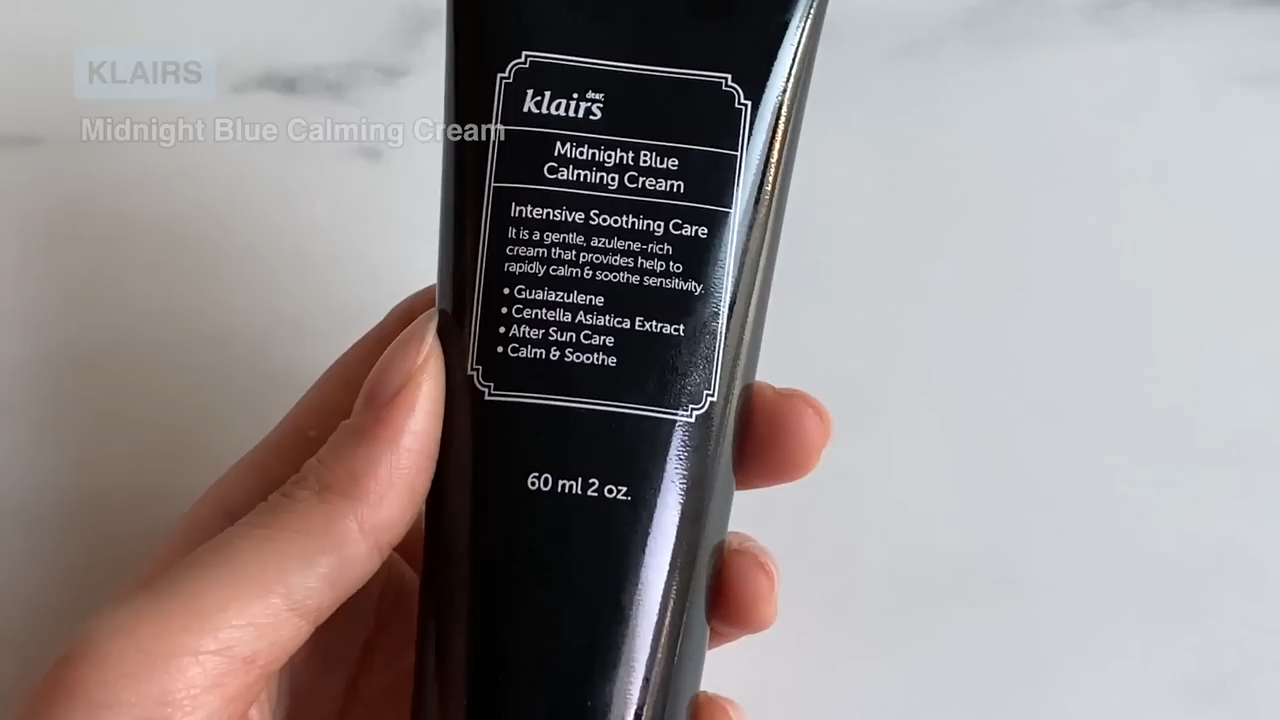 KLAIRS
Midnight Blue Calming Cream
dear,
klairs
Midnight Blue
Calming Cream
Intensive Soothing Care
It is a gentle, azulene-rich
cream that provides help to
rapidly calm & soothe sensitivity.
• Guaiazulene
• Centella Asiatica Extract
• After Sun Care
• Calm & Soothe
60 ml 2 oz.